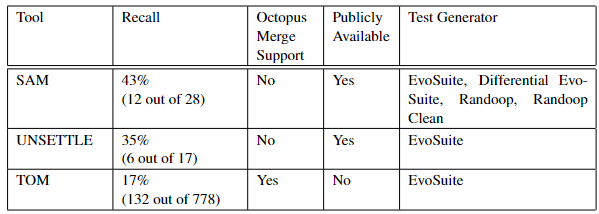 Tool Recall Octopus Merge Support Publicly Available Test Generator
SAM 43% (12 out of 28) No Yes EvoSuite, Differential Evo-Suite, Randoop, Randoop Clean
UNSETTLE 35% (6 out of 17) No Yes EvoSuite
TOM 17% (132 out of 778) Yes No EvoSuite